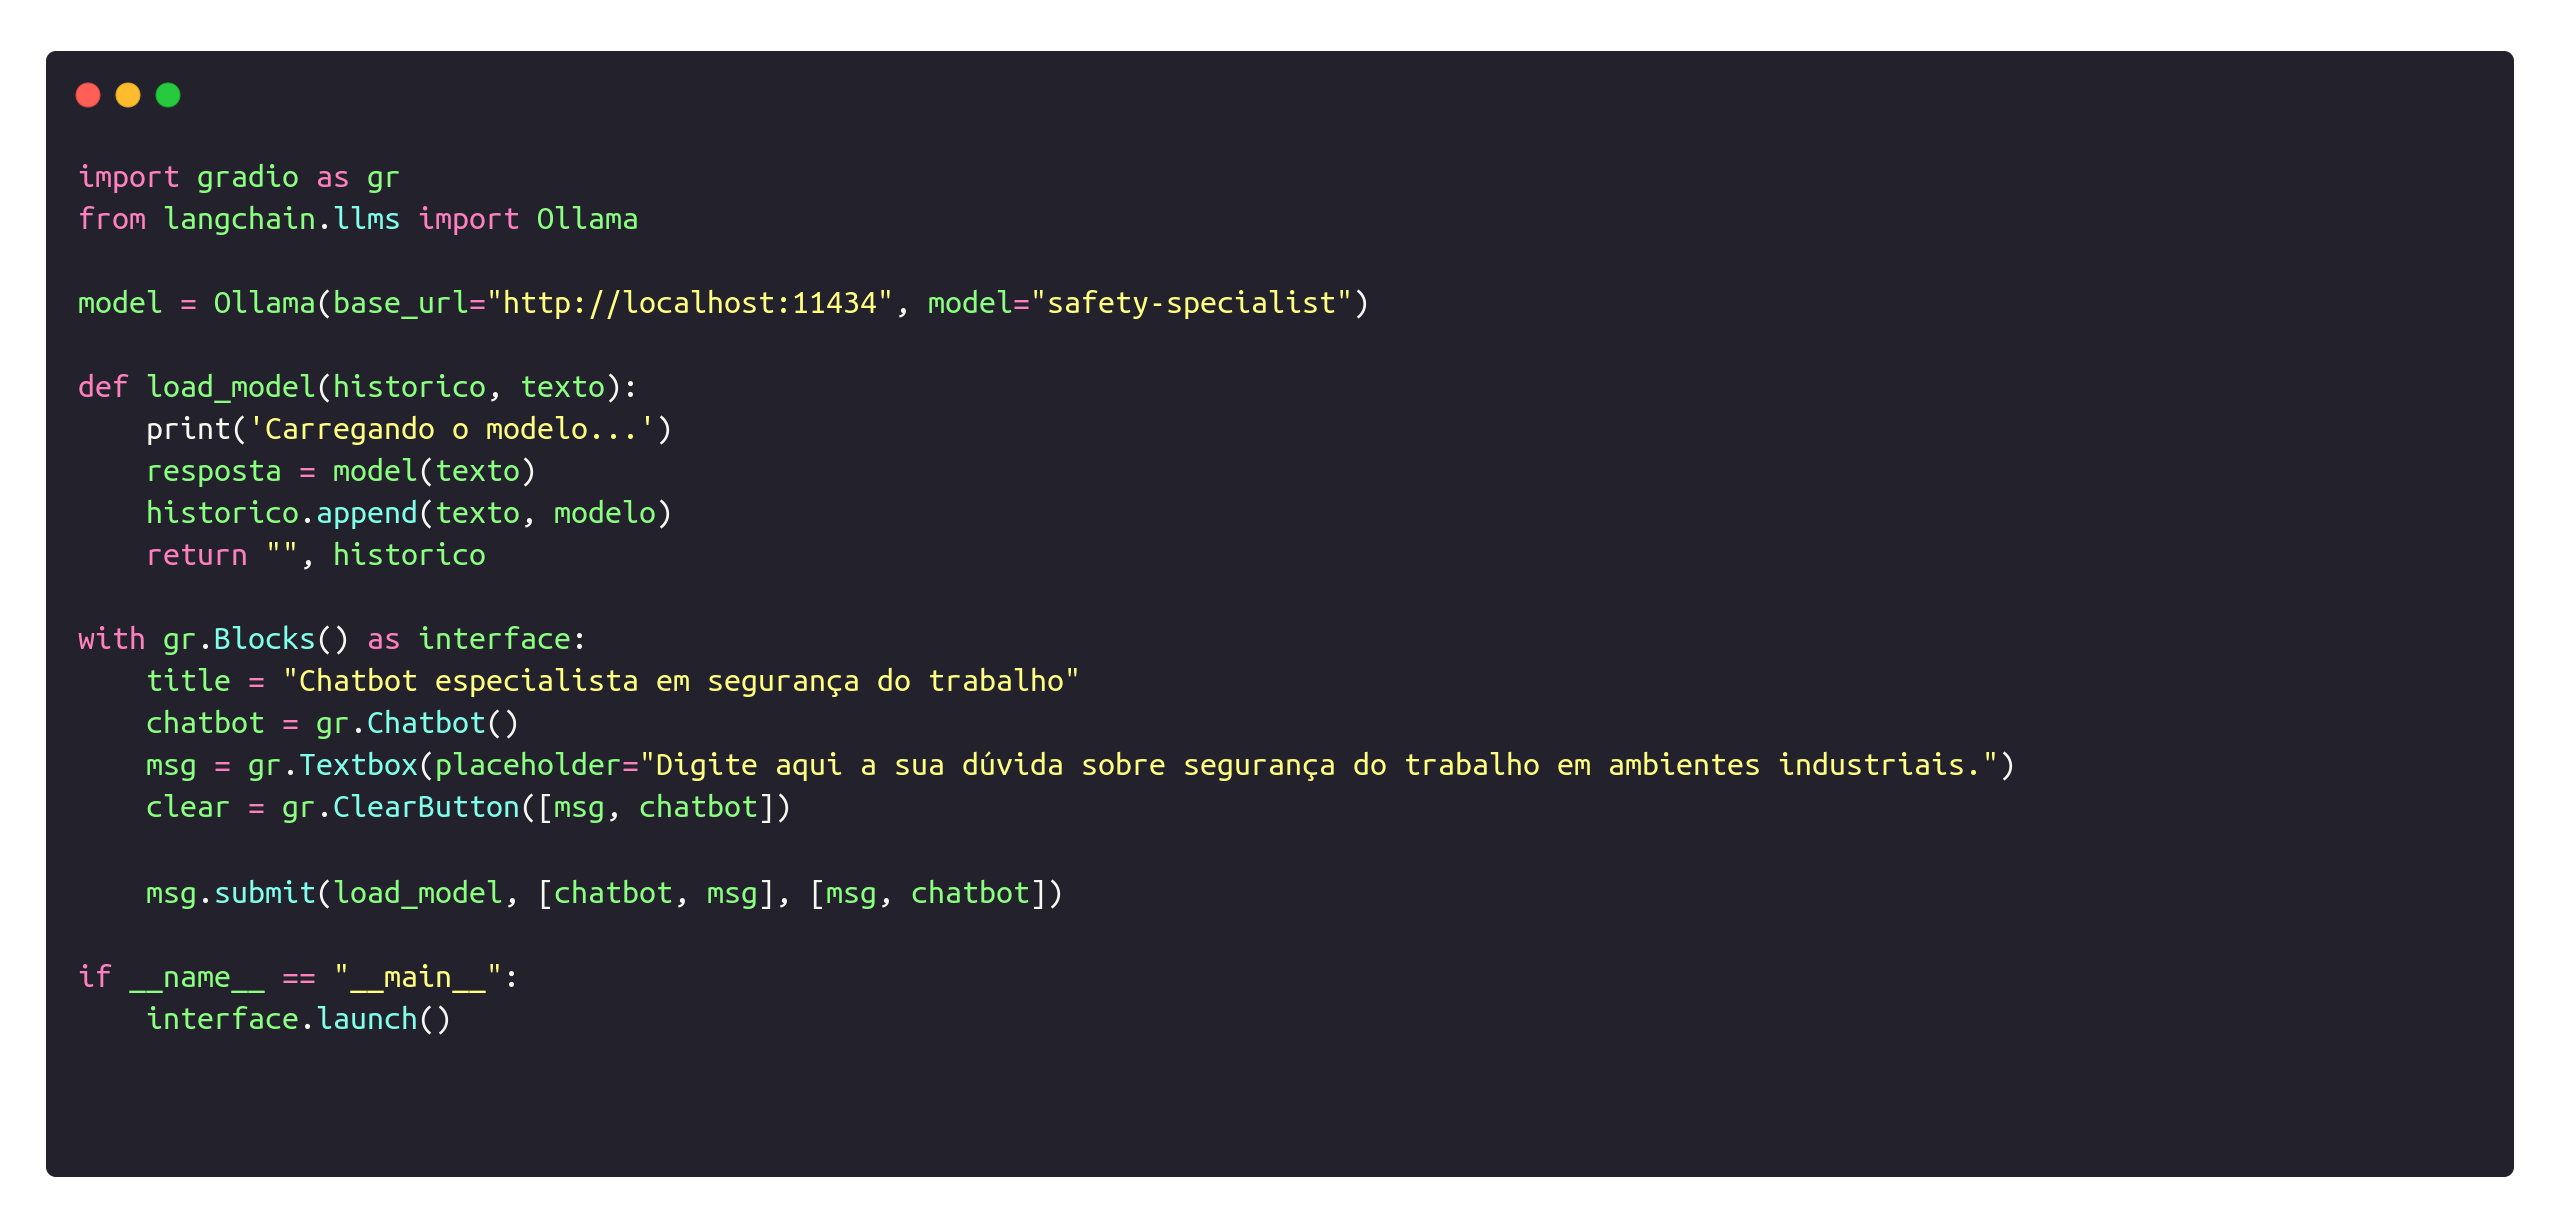 import gradio as gr
from langchain.llms import Ollama

model = Ollama(base_url="http://localhost:11434", model="safety-specialist")

def load_model(historico, texto):
    print('Carregando o modelo...')
    resposta = model(texto)
    historico.append(texto, modelo)
    return "", historico

with gr.Blocks() as interface:
    title = "Chatbot especialista em segurança do trabalho"
    chatbot = gr.Chatbot()
    msg = gr.Textbox(placeholder="Digite aqui a sua dúvida sobre segurança do trabalho em ambientes industriais.")
    clear = gr.ClearButton([msg, chatbot])

    msg.submit(load_model, [chatbot, msg], [msg, chatbot])

if __name__ == "__main__":
    interface.launch()